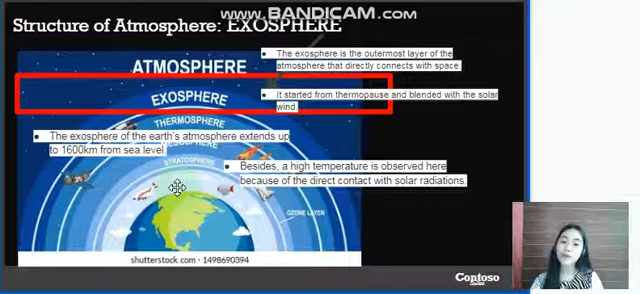 WWW.BANDICAM.COM
Structure of Atmosphere: EXOSPHERE
• The exosphere is the outermost layer of the
atmosphere that directly connects with space.
ATMOSPHERE
• It started from thermopause and blended with the solar
wind.
EXOSPHERE
THERMOSPHERE
• The exosphere of the earth's atmosphere extends up
to 1600km from sea level.
STRATOSPHERE
• Besides, a high temperature is observed here
because of the direct contact with solar radiations.
OZONE LAYER
shutterstock.com · 1498690394
Contoso